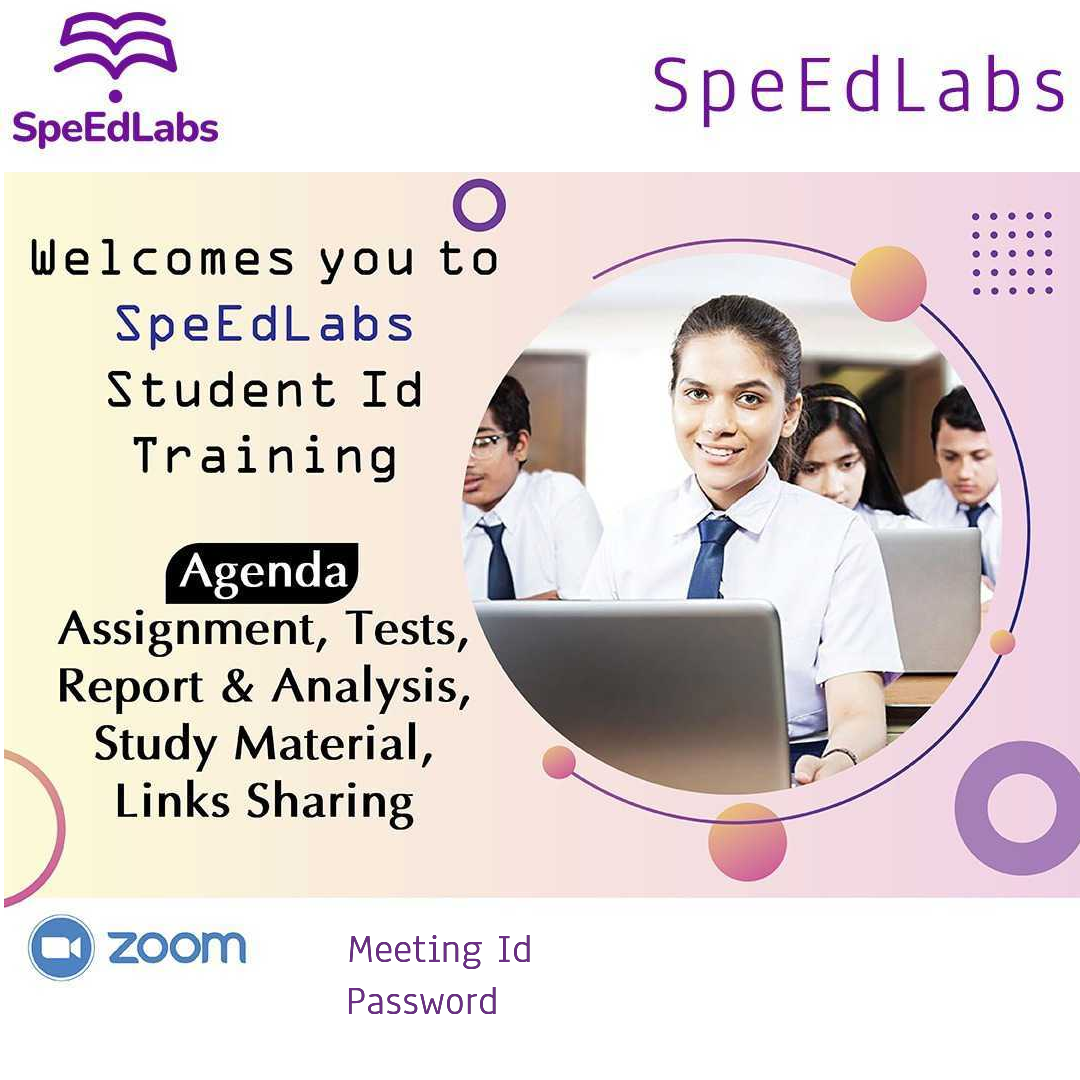 SpeEdLabs
SpeEdLabs
Welcomes you to
SpeEdLabs
Student Id
Training
Agenda
Assignment, Tests,
Report & Analysis,
Study Material,
Links Sharing
zoom
Meeting Id
Password